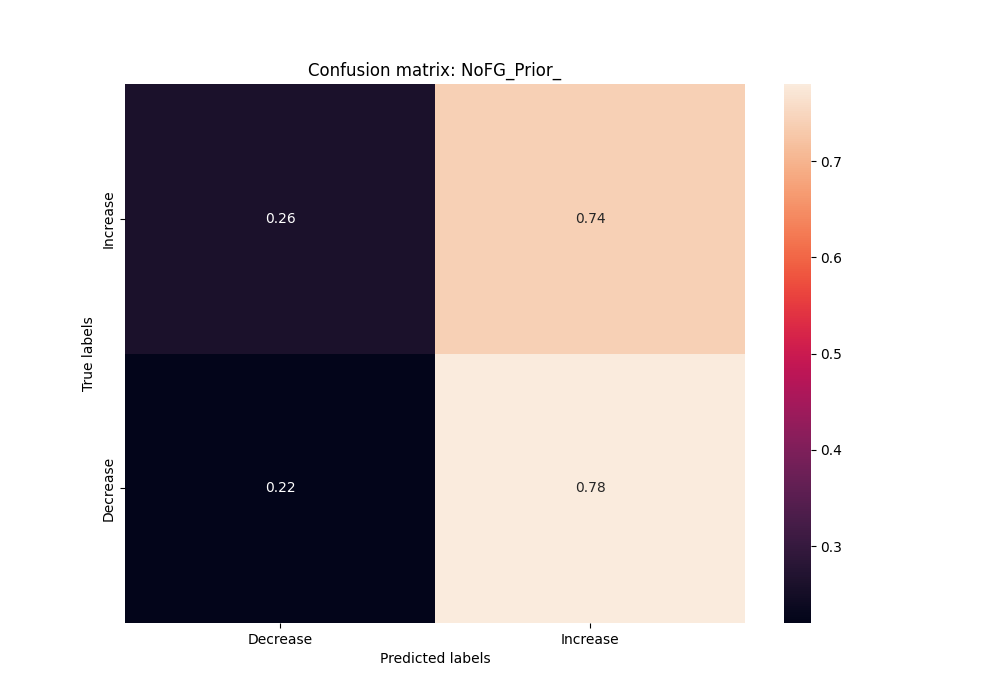 Confusion matrix: NoFG_Prior_
True labels
Increase
Decrease
0.26
0.74
0.22
0.78
Decrease
Increase
Predicted labels
0.7
0.6
0.5
0.4
0.3